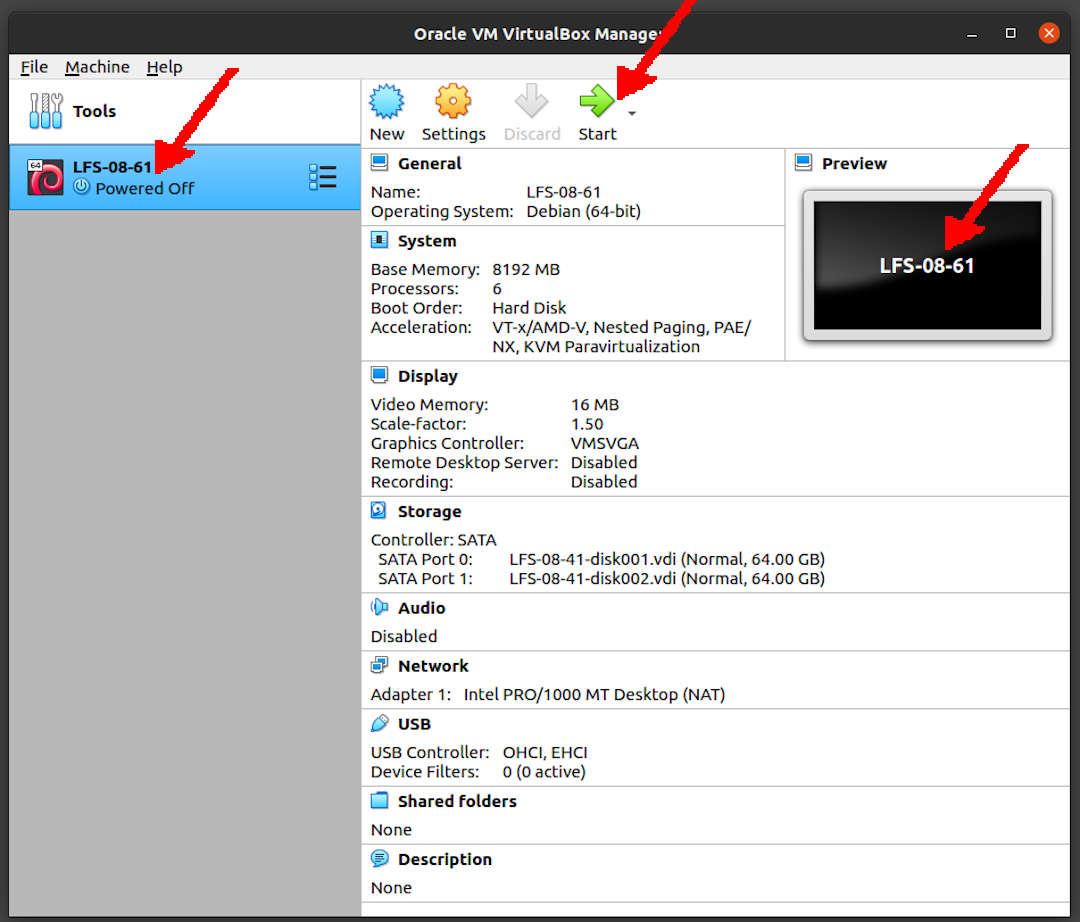 Oracle VM VirtualBox Manager
File Machine Help
Tools
New Settings Discard Start
64
LFS-08-61
Powered Off
General
Name: LFS-08-61
Operating System: Debian (64-bit)
Preview
LFS-08-61
System
Base Memory: 8192 MB
Processors: 6
Boot Order: Hard Disk
Acceleration: VT-x/AMD-V, Nested Paging, PAE/
NX, KVM Paravirtualization
Display
Video Memory: 16 MB
Scale-factor: 1.50
Graphics Controller: VMSVGA
Remote Desktop Server: Disabled
Recording: Disabled
Storage
Controller: SATA
SATA Port 0: LFS-08-41-disk001.vdi (Normal, 64.00 GB)
SATA Port 1: LFS-08-41-disk002.vdi (Normal, 64.00 GB)
Audio
Disabled
Network
Adapter 1: Intel PRO/1000 MT Desktop (NAT)
USB
USB Controller: OHCI, EHCI
Device Filters: 0 (0 active)
Shared folders
None
Description
None